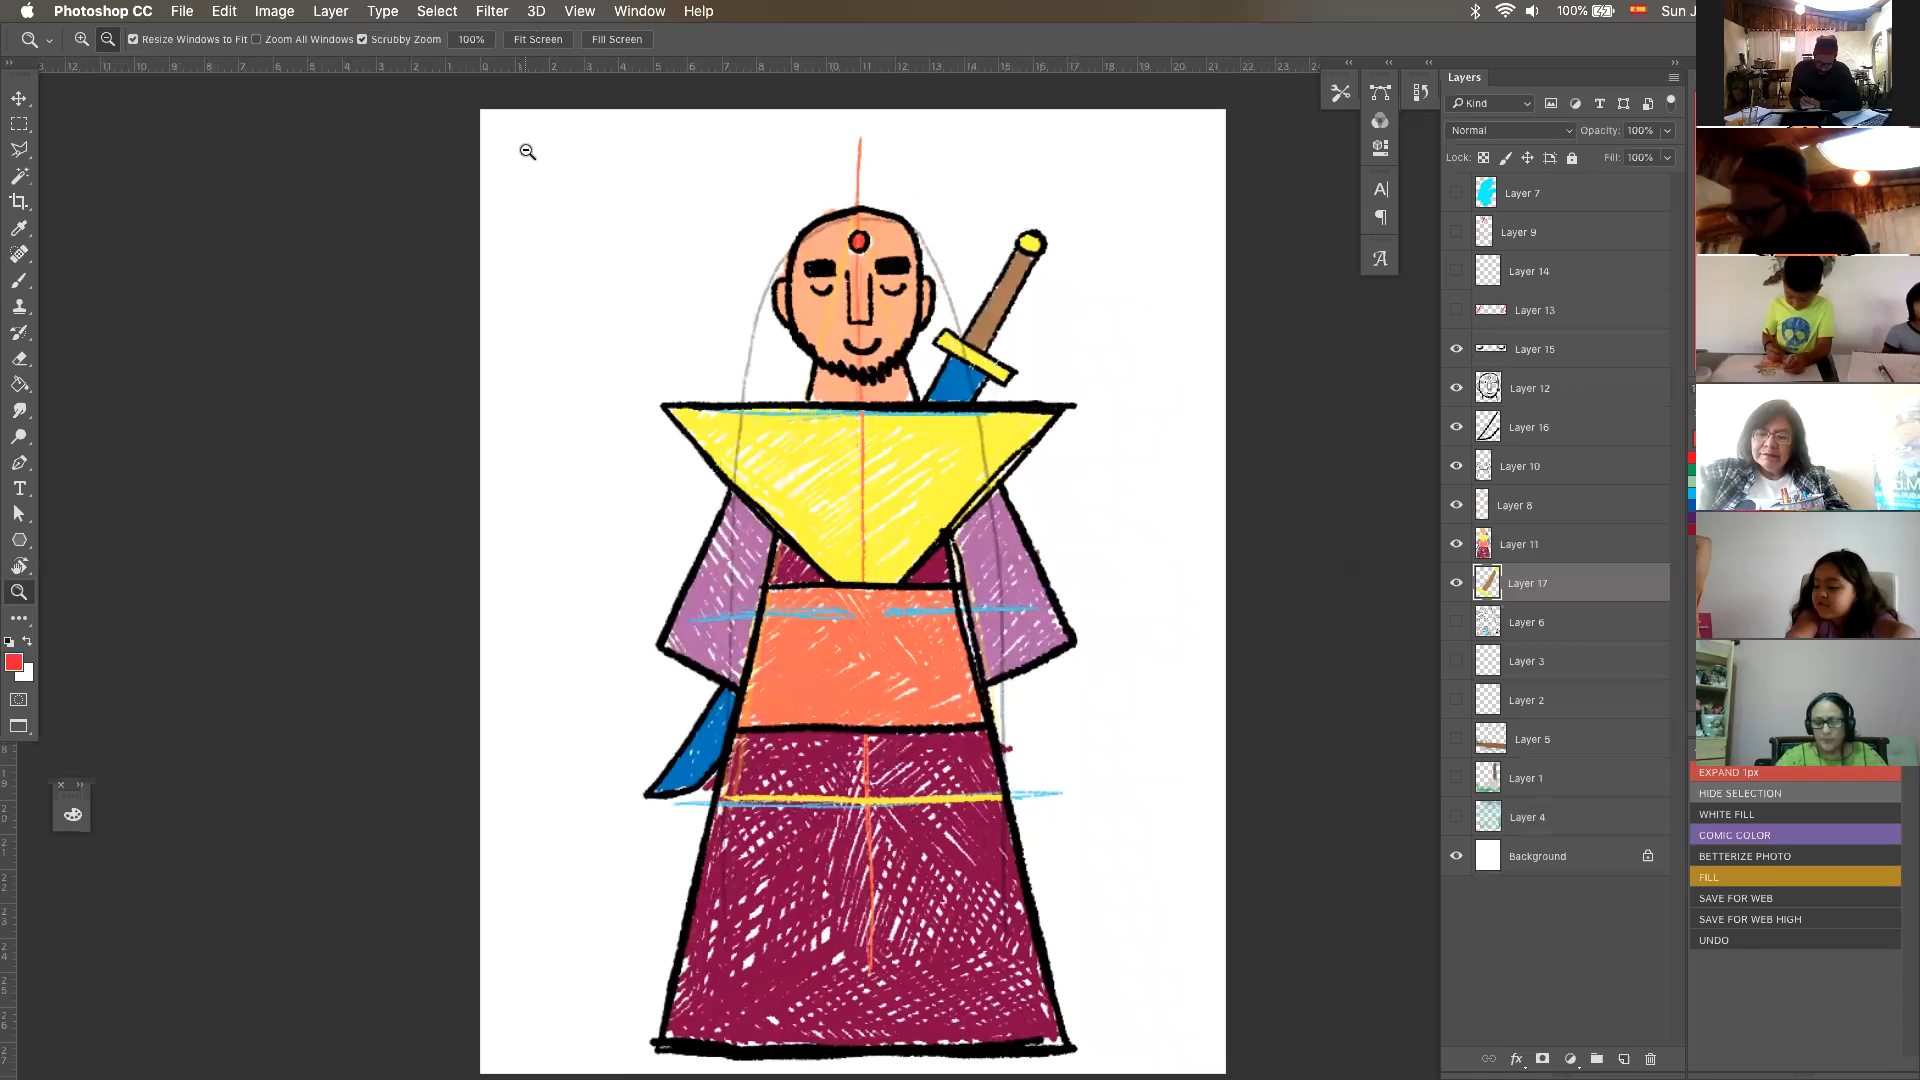 Photoshop CC File Edit Image Layer Type Select Filter 3D View Window Help 100% Sun J
Resize Windows to Fit Zoom All Windows Scrubby Zoom 100% Fit Screen Fill Screen
Layers
Kind
Normal Opacity: 100%
Lock: Fill: 100%
Layer 7
Layer 9
Layer 14
Layer 13
Layer 15
Layer 12
Layer 16
Layer 10
Layer 8
Layer 11
Layer 17
Layer 6
Layer 3
Layer 2
Layer 5
Layer 1
Layer 4
Background
EXPAND 1px
HIDE SELECTION
WHITE FILL
COMIC COLOR
BETTERIZE PHOTO
FILL
SAVE FOR WEB
SAVE FOR WEB HIGH
UNDO